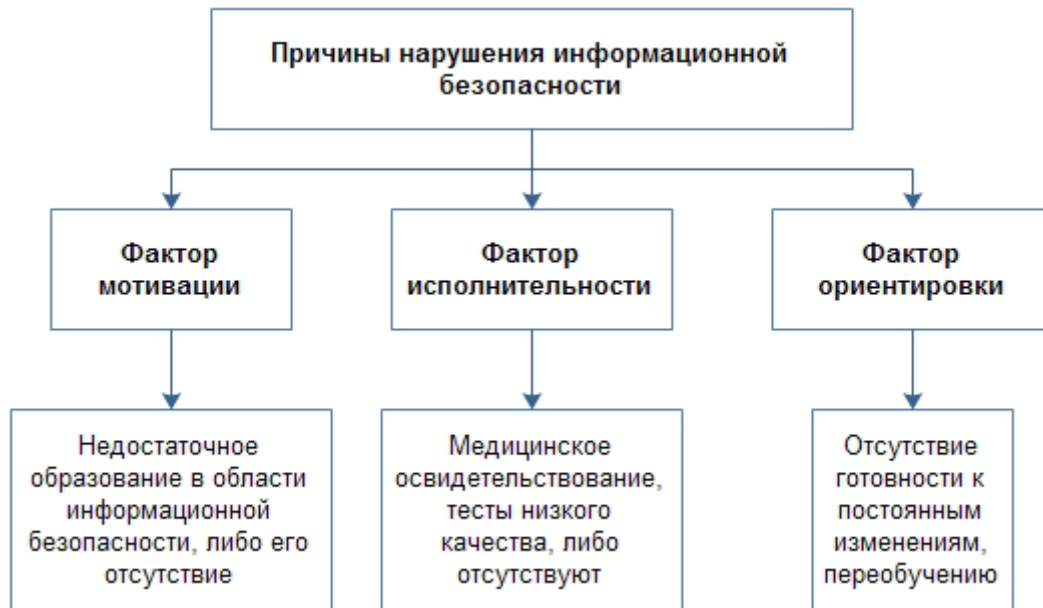 Причины нарушения информационной
безопасности
Фактор
мотивации
Фактор
исполнительности
Фактор
ориентировки
Недостаточное
образование в области
информационной
безопасности, либо его
отсутствие
Медицинское
освидетельствование,
тесты низкого
качества, либо
отсутствуют
Отсутствие
готовности к
постоянным
изменениям,
переобучению